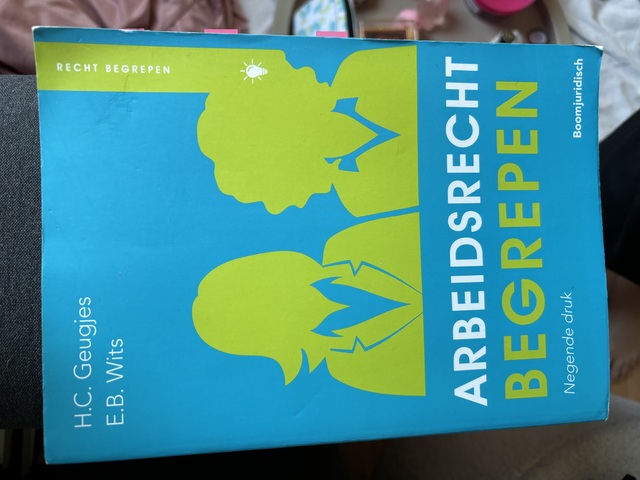 RECHT BEGREPEN
H.C. Geugjes
E.B. Wits
ARBEIDSRECHT
BEGREPEN
Negende druk
Boomjuridisch